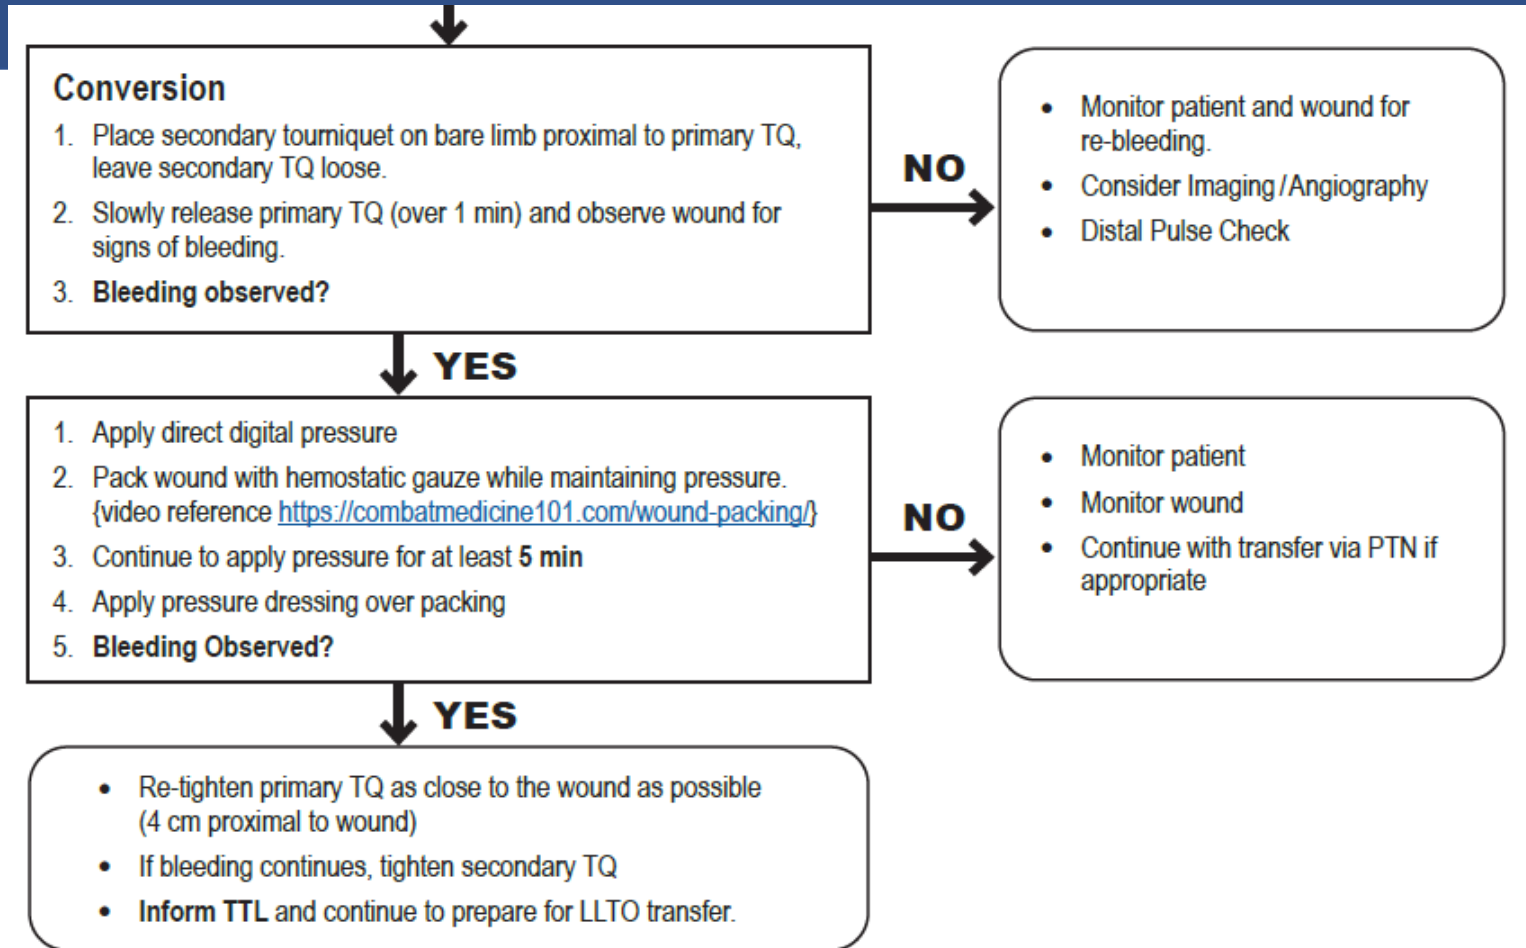 Conversion
1. Place secondary tourniquet on bare limb proximal to primary TQ,
leave secondary TQ loose.
2. Slowly release primary TQ (over 1 min) and observe wound for
signs of bleeding.
3. Bleeding observed?
NO
• Monitor patient and wound for
re-bleeding.
• Consider Imaging/Angiography
• Distal Pulse Check
YES
1. Apply direct digital pressure
2. Pack wound with hemostatic gauze while maintaining pressure.
{video reference https://combatmedicine101.com/wound-packing/}
3. Continue to apply pressure for at least 5 min
4. Apply pressure dressing over packing
5. Bleeding Observed?
NO
• Monitor patient
• Monitor wound
• Continue with transfer via PTN if
appropriate
YES
• Re-tighten primary TQ as close to the wound as possible
(4 cm proximal to wound)
• If bleeding continues, tighten secondary TQ
• Inform TTL and continue to prepare for LLTO transfer.